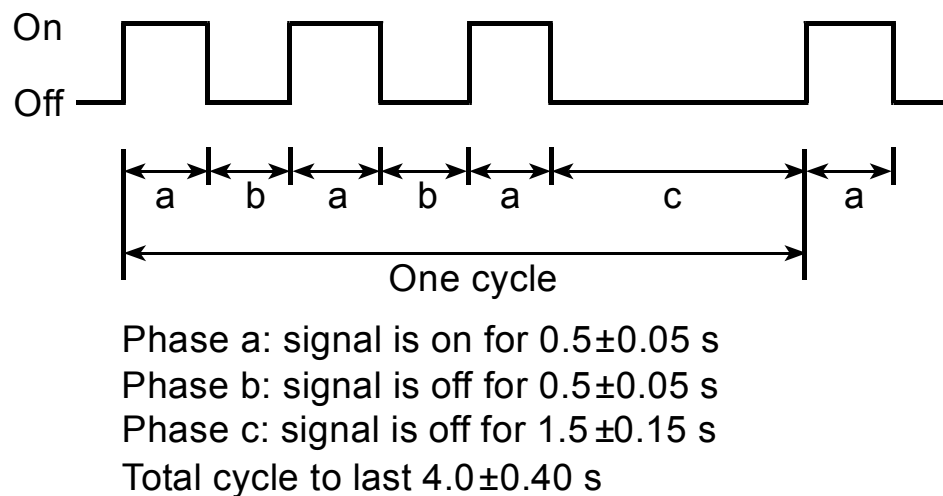 On
Off
a b a b a c a
One cycle
Phase a: signal is on for 0.5±0.05 s
Phase b: signal is off for 0.5±0.05 s
Phase c: signal is off for 1.5±0.15 s
Total cycle to last 4.0±0.40 s